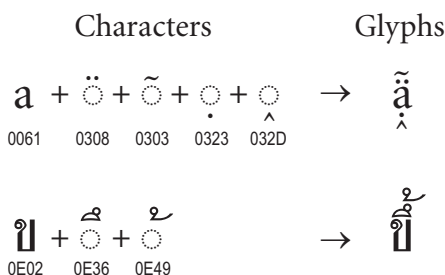 Characters Glyphs
a + ◌̈ + ◌̃ + ◌̣ + ◌̭ → ạ̭̈̃
0061 0308 0303 0323 032D
ข + ◌ึ + ◌้ → ขึ้
0E02 0E36 0E49